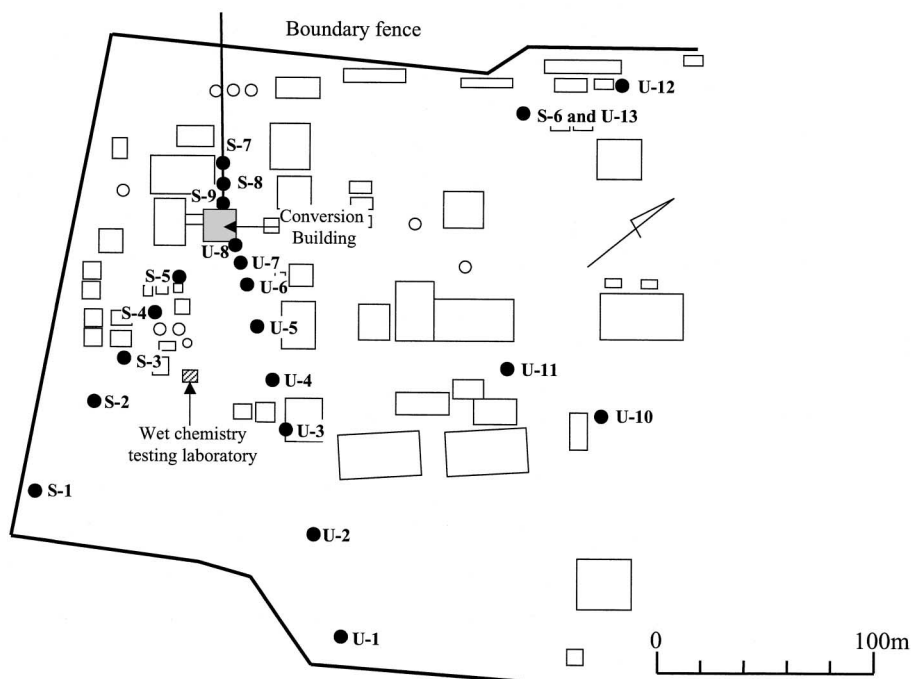 Boundary fence
U-12
S-6 and U-13
S-7
S-8
S-9
Conversion
Building
U-8
U-7
S-5
U-6
S-4
U-5
S-3
U-11
U-4
S-2
U-10
U-3
Wet chemistry
testing laboratory
S-1
U-2
U-1
0
100m